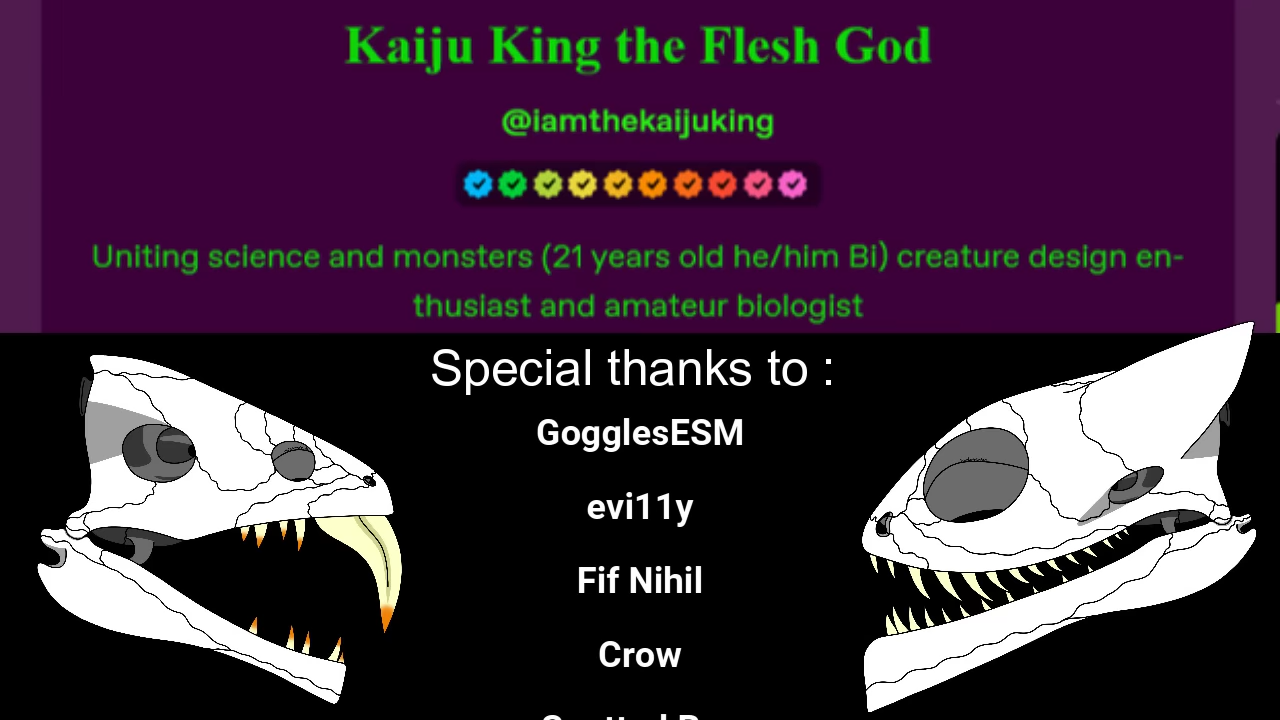 Kaiju King the Flesh God
@iamthekaijuking
Uniting science and monsters (21 years old he/him Bi) creature design en-
thusiast and amateur biologist
Special thanks to :
GogglesESM
evi11y
Fif Nihil
Crow